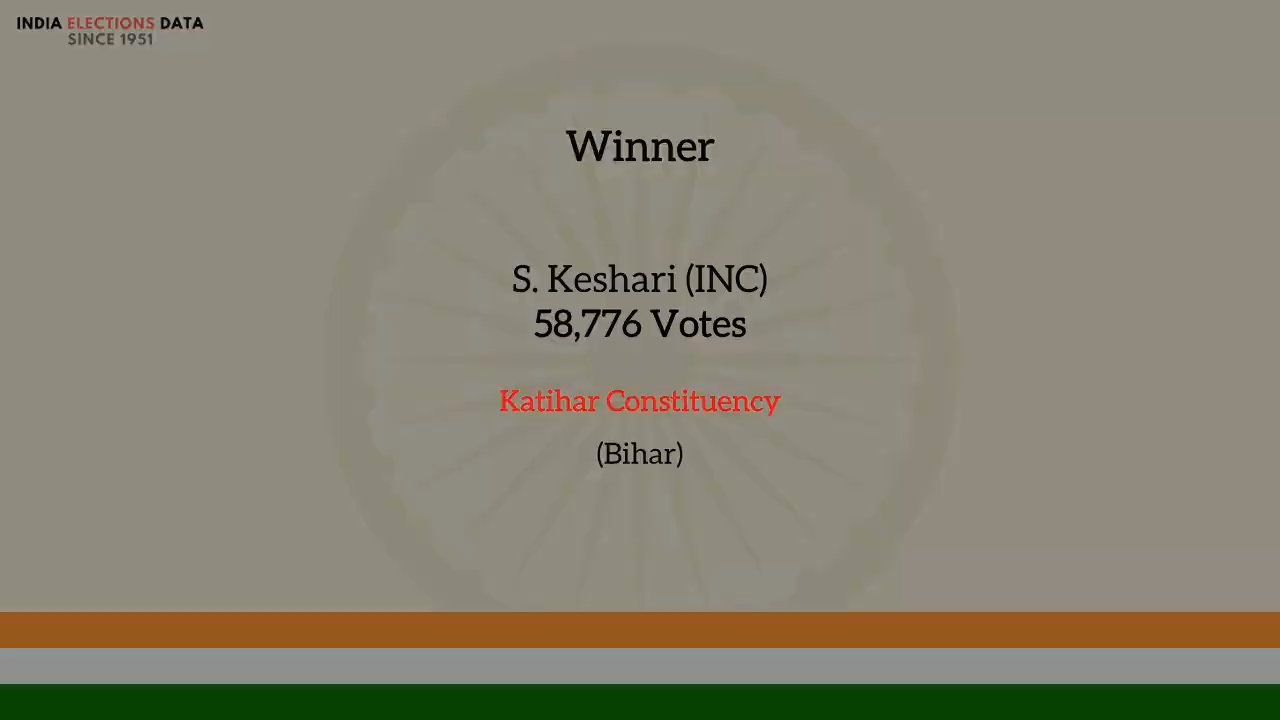 INDIA ELECTIONS DATA
SINCE 1951
Winner
S. Keshari (INC)
58,776 Votes
Katihar Constituency
(Bihar)